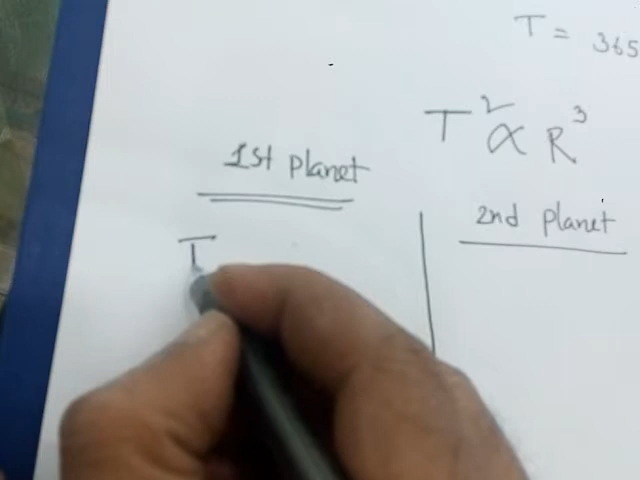 T = 365
T² ∝ R³
1st planet
2nd planet
T